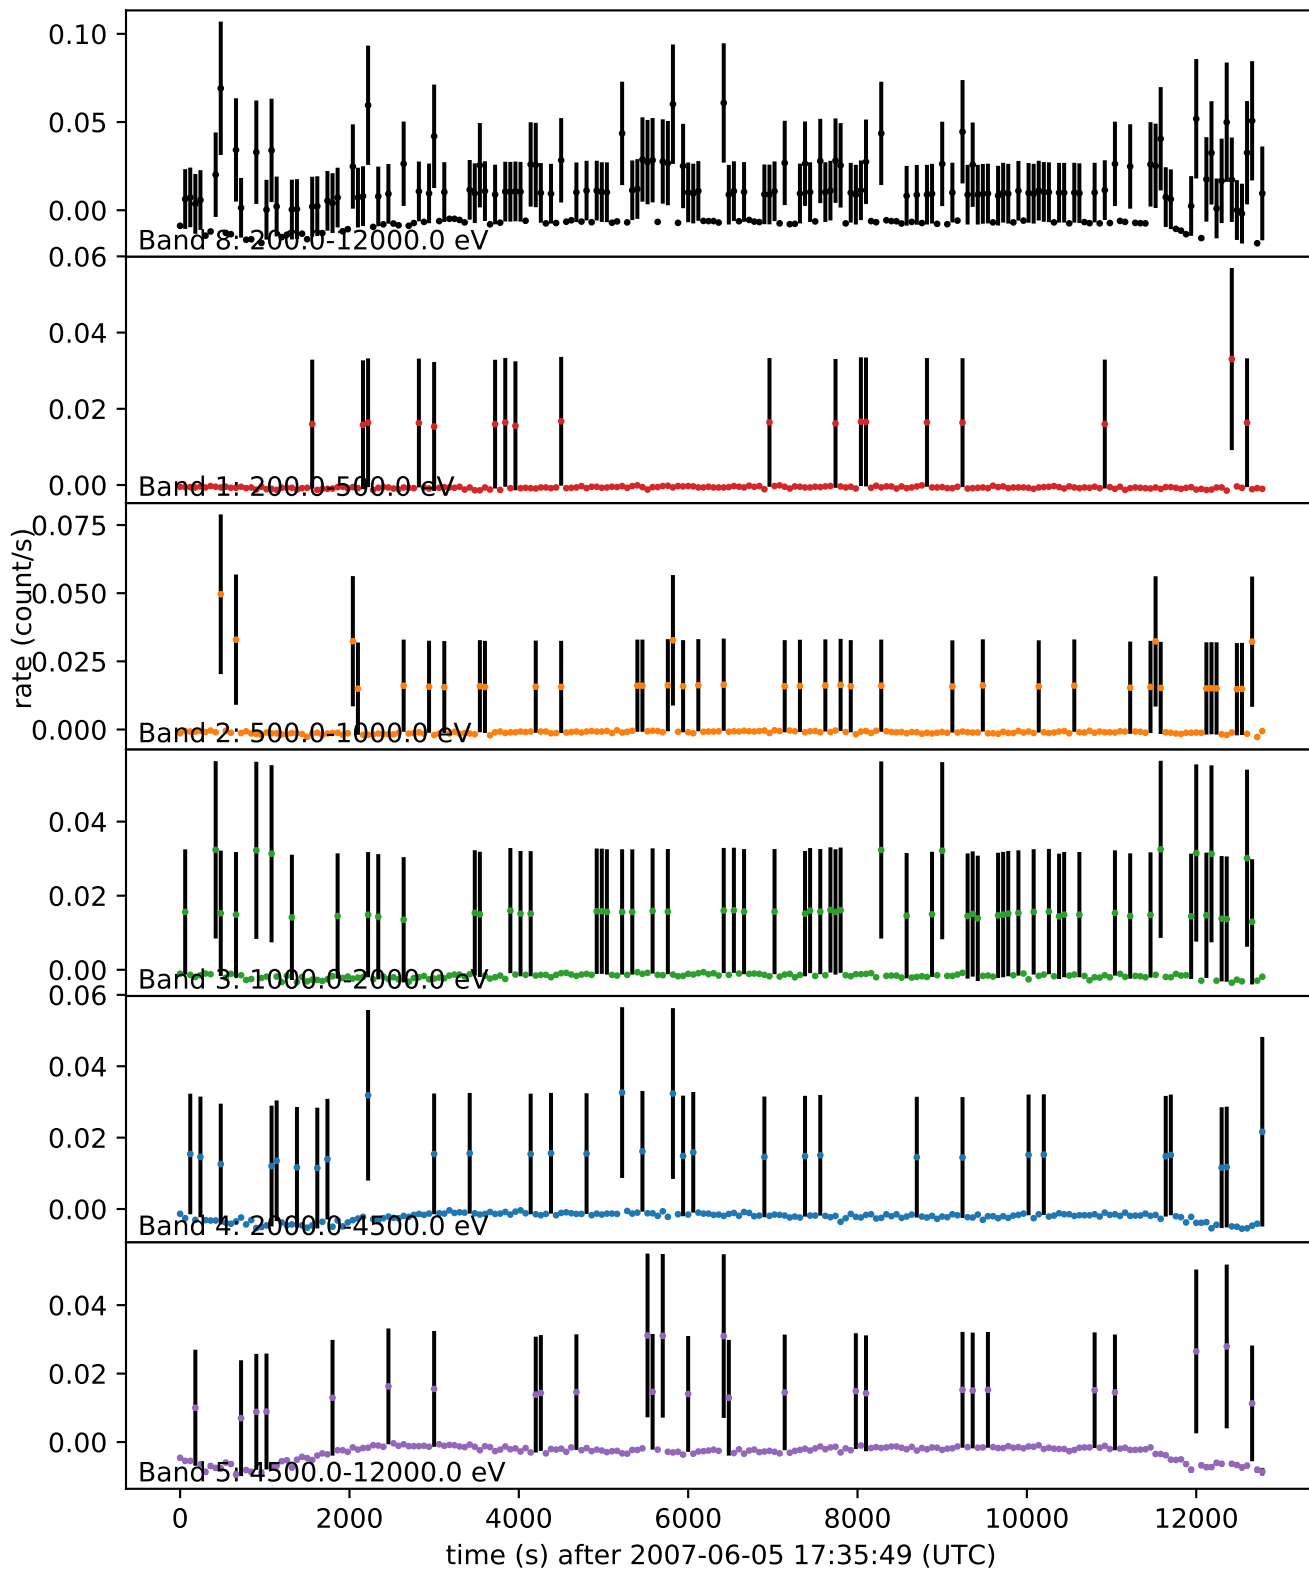 0.10
0.05
0.00
Band 8: 200.0-12000.0 eV
0.06
0.04
0.02
0.00
Band 1: 200.0-500.0 eV
rate (count/s)
0.075
0.050
0.025
0.000
Band 2: 500.0-1000.0 eV
0.04
0.02
0.00
Band 3: 1000.0-2000.0 eV
0.06
0.04
0.02
0.00
Band 4: 2000.0-4500.0 eV
0.04
0.02
0.00
Band 5: 4500.0-12000.0 eV
0 2000 4000 6000 8000 10000 12000
time (s) after 2007-06-05 17:35:49 (UTC)